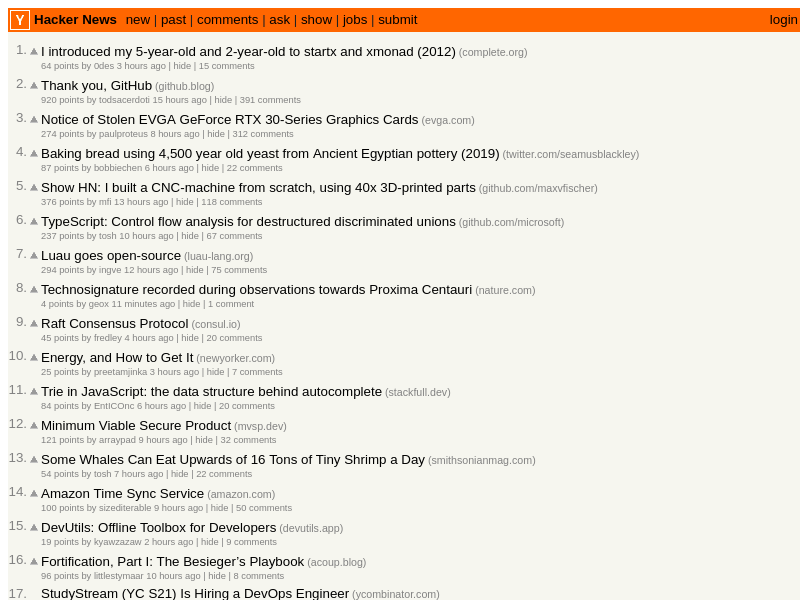 Y Hacker News new | past | comments | ask | show | jobs | submit login
1. I introduced my 5-year-old and 2-year-old to startx and xmonad (2012) (complete.org)
64 points by 0des 3 hours ago | hide | 15 comments
2. Thank you, GitHub (github.blog)
920 points by todsacerdoti 15 hours ago | hide | 391 comments
3. Notice of Stolen EVGA GeForce RTX 30-Series Graphics Cards (evga.com)
274 points by paulproteus 8 hours ago | hide | 312 comments
4. Baking bread using 4,500 year old yeast from Ancient Egyptian pottery (2019) (twitter.com/seamusblackley)
87 points by bobbiechen 6 hours ago | hide | 22 comments
5. Show HN: I built a CNC-machine from scratch, using 40x 3D-printed parts (github.com/maxvfischer)
376 points by mfi 13 hours ago | hide | 118 comments
6. TypeScript: Control flow analysis for destructured discriminated unions (github.com/microsoft)
237 points by tosh 10 hours ago | hide | 67 comments
7. Luau goes open-source (luau-lang.org)
294 points by ingve 12 hours ago | hide | 75 comments
8. Technosignature recorded during observations towards Proxima Centauri (nature.com)
4 points by geox 11 minutes ago | hide | 1 comment
9. Raft Consensus Protocol (consul.io)
45 points by fredley 4 hours ago | hide | 20 comments
10. Energy, and How to Get It (newyorker.com)
25 points by preetamjinka 3 hours ago | hide | 7 comments
11. Trie in JavaScript: the data structure behind autocomplete (stackfull.dev)
84 points by EntICOnc 6 hours ago | hide | 20 comments
12. Minimum Viable Secure Product (mvsp.dev)
121 points by arraypad 9 hours ago | hide | 32 comments
13. Some Whales Can Eat Upwards of 16 Tons of Tiny Shrimp a Day (smithsonianmag.com)
54 points by tosh 7 hours ago | hide | 22 comments
14. Amazon Time Sync Service (amazon.com)
100 points by sizediterable 9 hours ago | hide | 50 comments
15. DevUtils: Offline Toolbox for Developers (devutils.app)
19 points by kyawzazaw 2 hours ago | hide | 9 comments
16. Fortification, Part I: The Besieger’s Playbook (acoup.blog)
96 points by littlestymaar 10 hours ago | hide | 8 comments
17. StudyStream (YC S21) Is Hiring a DevOps Engineer (ycombinator.com)